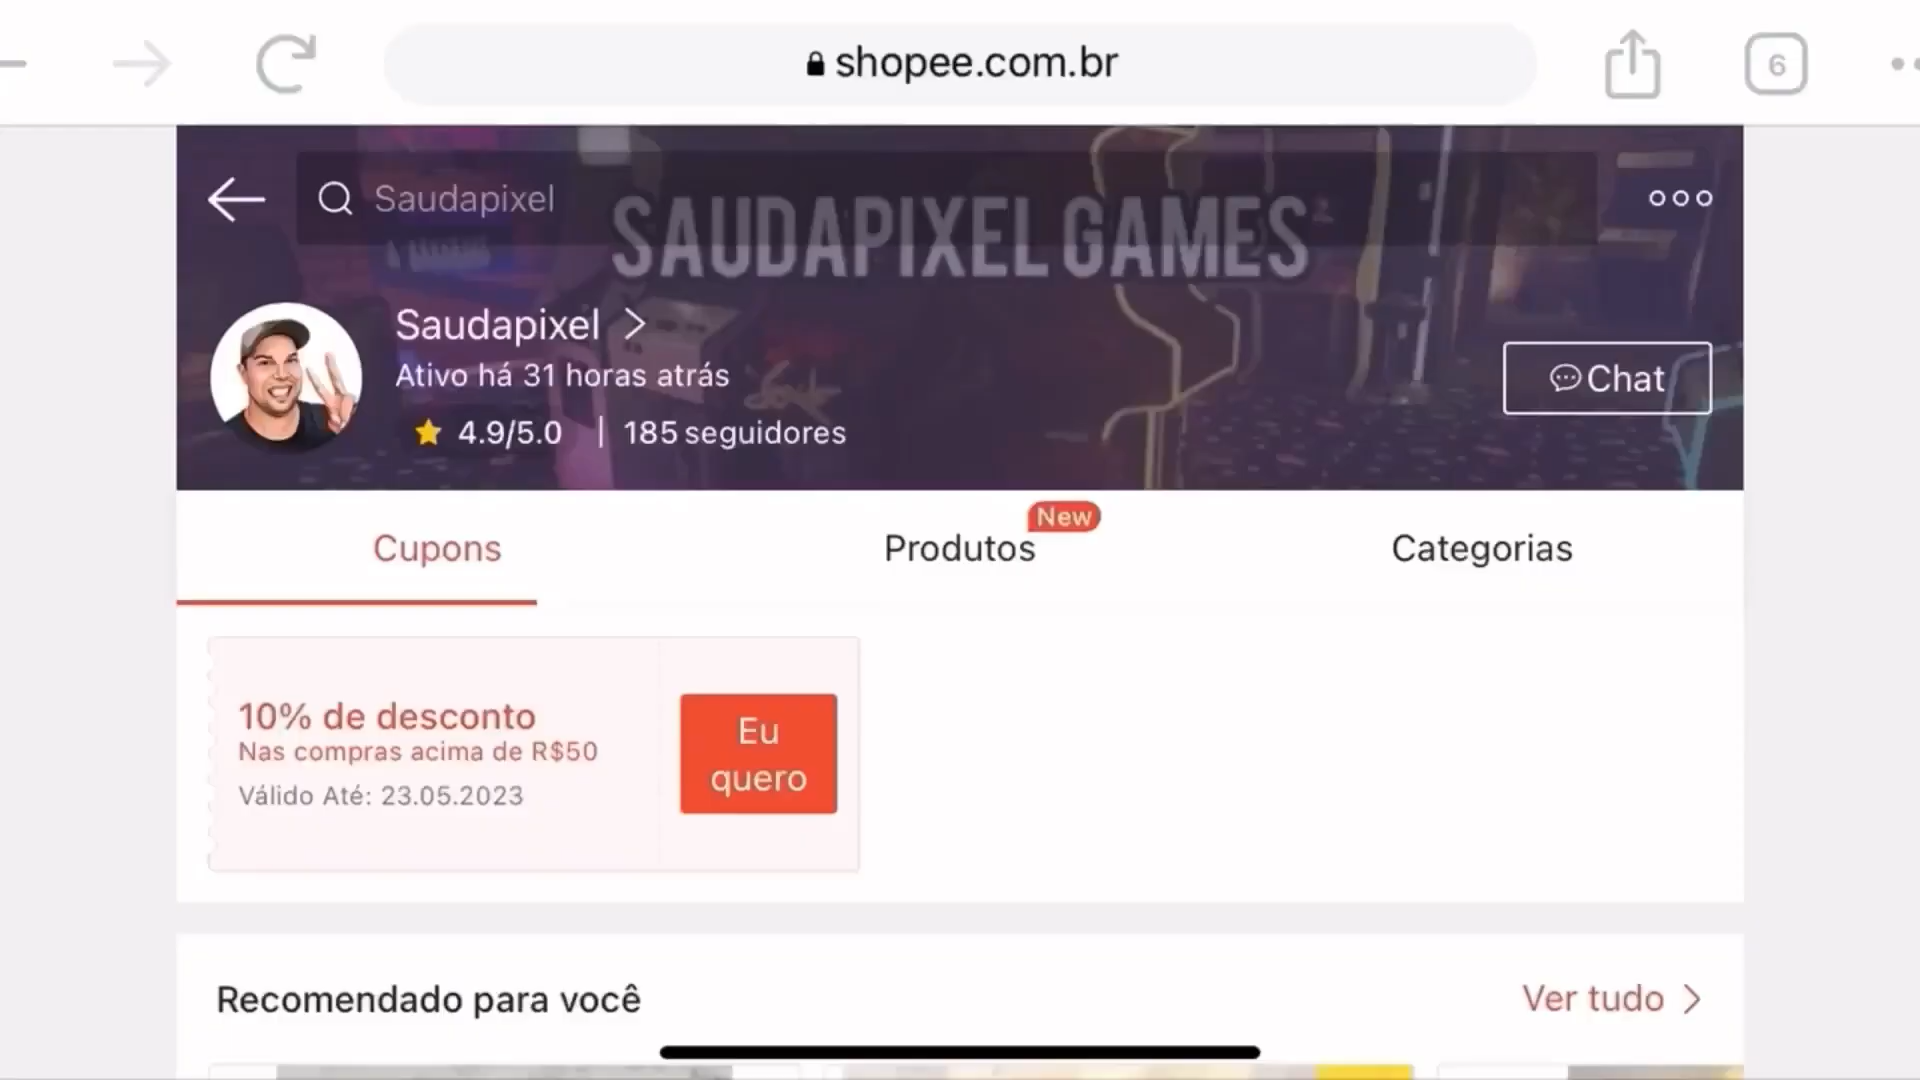 shopee.com.br
6
Saudapixel
SAUDAPIXEL GAMES
Saudapixel
Ativo há 31 horas atrás
4.9/5.0 | 185 seguidores
Chat
New
Cupons
Produtos
Categorias
10% de desconto
Nas compras acima de R$50
Válido Até: 23.05.2023
Eu
quero
Recomendado para você
Ver tudo